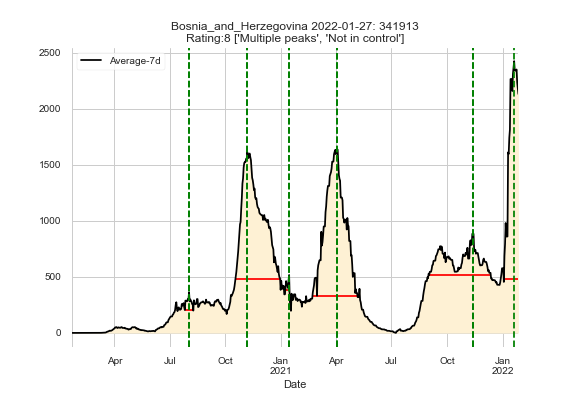 Bosnia_and_Herzegovina 2022-01-27: 341913
Rating:8 ['Multiple peaks', 'Not in control']
Average-7d
2500
2000
1500
1000
500
0
Apr
Jul
Oct
Jan
2021
Apr
Jul
Oct
Jan
2022
Date